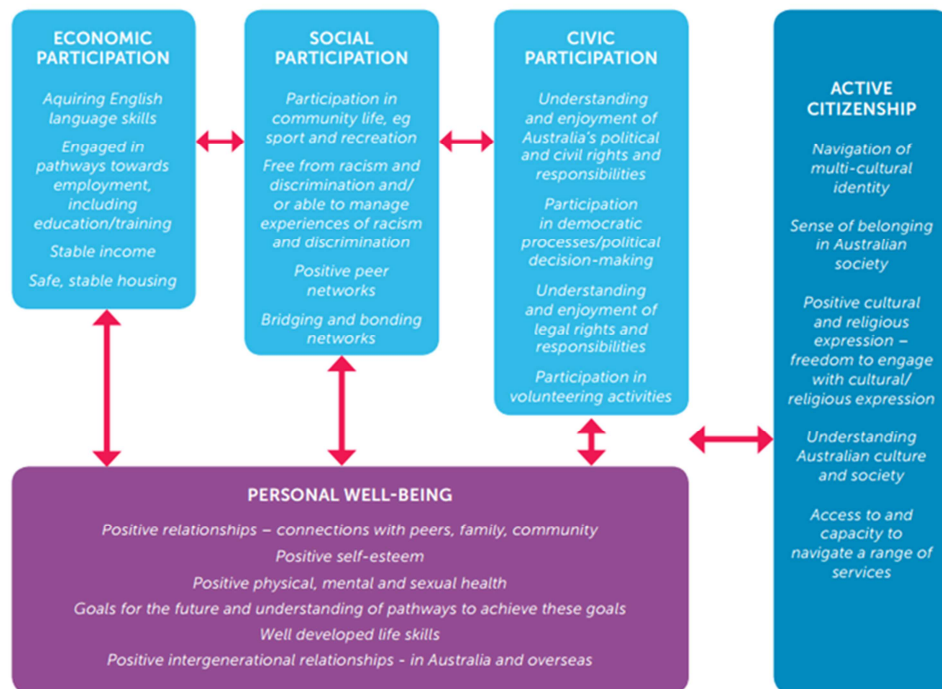 ECONOMIC
PARTICIPATION
Aquiring English
language skills
Engaged in
pathways towards
employment,
including
education/training
Stable income
Safe, stable housing
SOCIAL
PARTICIPATION
Participation in
community life, eg
sport and recreation
Free from racism and
discrimination and/
or able to manage
experiences of racism
and discrimination
Positive peer
networks
Bridging and bonding
networks
CIVIC
PARTICIPATION
Understanding
and enjoyment of
Australia's political
and civil rights and
responsibilities
Participation
in democratic
processes/political
decision-making
Understanding
and enjoyment of
legal rights and
responsibilities
Participation in
volunteering activities
ACTIVE
CITIZENSHIP
Navigation of
multi-cultural
identity
Sense of belonging
in Australian
society
Positive cultural
and religious
expression –
freedom to engage
with cultural/
religious expression
Understanding
Australian culture
and society
Access to and
capacity to
navigate a range of
services
PERSONAL WELL-BEING
Positive relationships – connections with peers, family, community
Positive self-esteem
Positive physical, mental and sexual health
Goals for the future and understanding of pathways to achieve these goals
Well developed life skills
Positive intergenerational relationships - in Australia and overseas